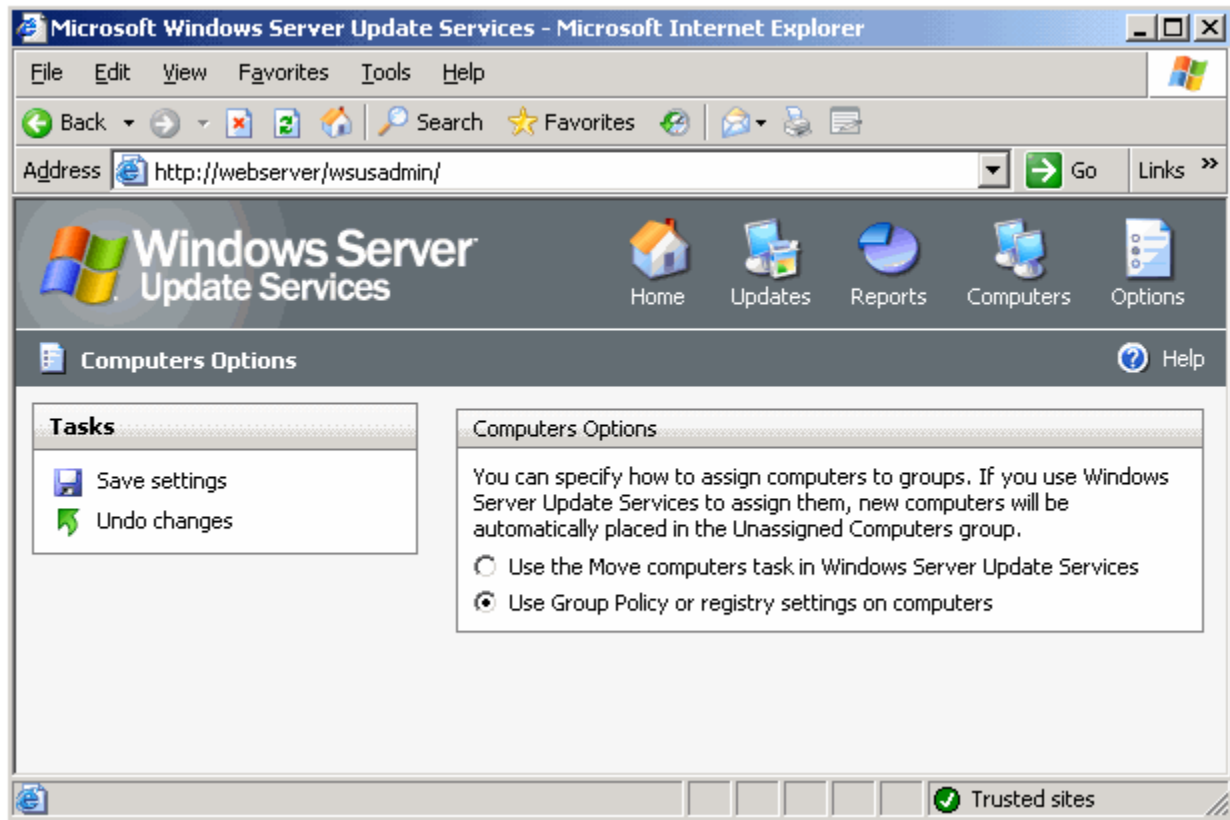 Microsoft Windows Server Update Services - Microsoft Internet Explorer
File Edit View Favorites Tools Help
Back Search Favorites
Address http://webserver/wsusadmin/ Go Links »
Windows Server
Update Services
Home Updates Reports Computers Options
Computers Options Help
Tasks
Save settings
Undo changes
Computers Options
You can specify how to assign computers to groups. If you use Windows
Server Update Services to assign them, new computers will be
automatically placed in the Unassigned Computers group.
Use the Move computers task in Windows Server Update Services
Use Group Policy or registry settings on computers
Trusted sites